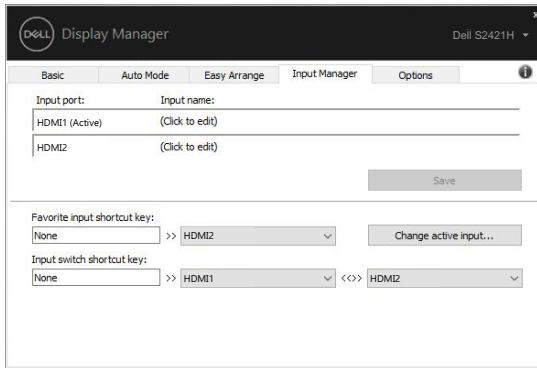 DELL Display Manager Dell S2421H
Basic Auto Mode Easy Arrange Input Manager Options
Input port: Input name:
HDMI1 (Active) (Click to edit)
HDMI2 (Click to edit)
Save
Favorite input shortcut key:
None >> HDMI2 Change active input...
Input switch shortcut key:
None >> HDMI1 <<>> HDMI2